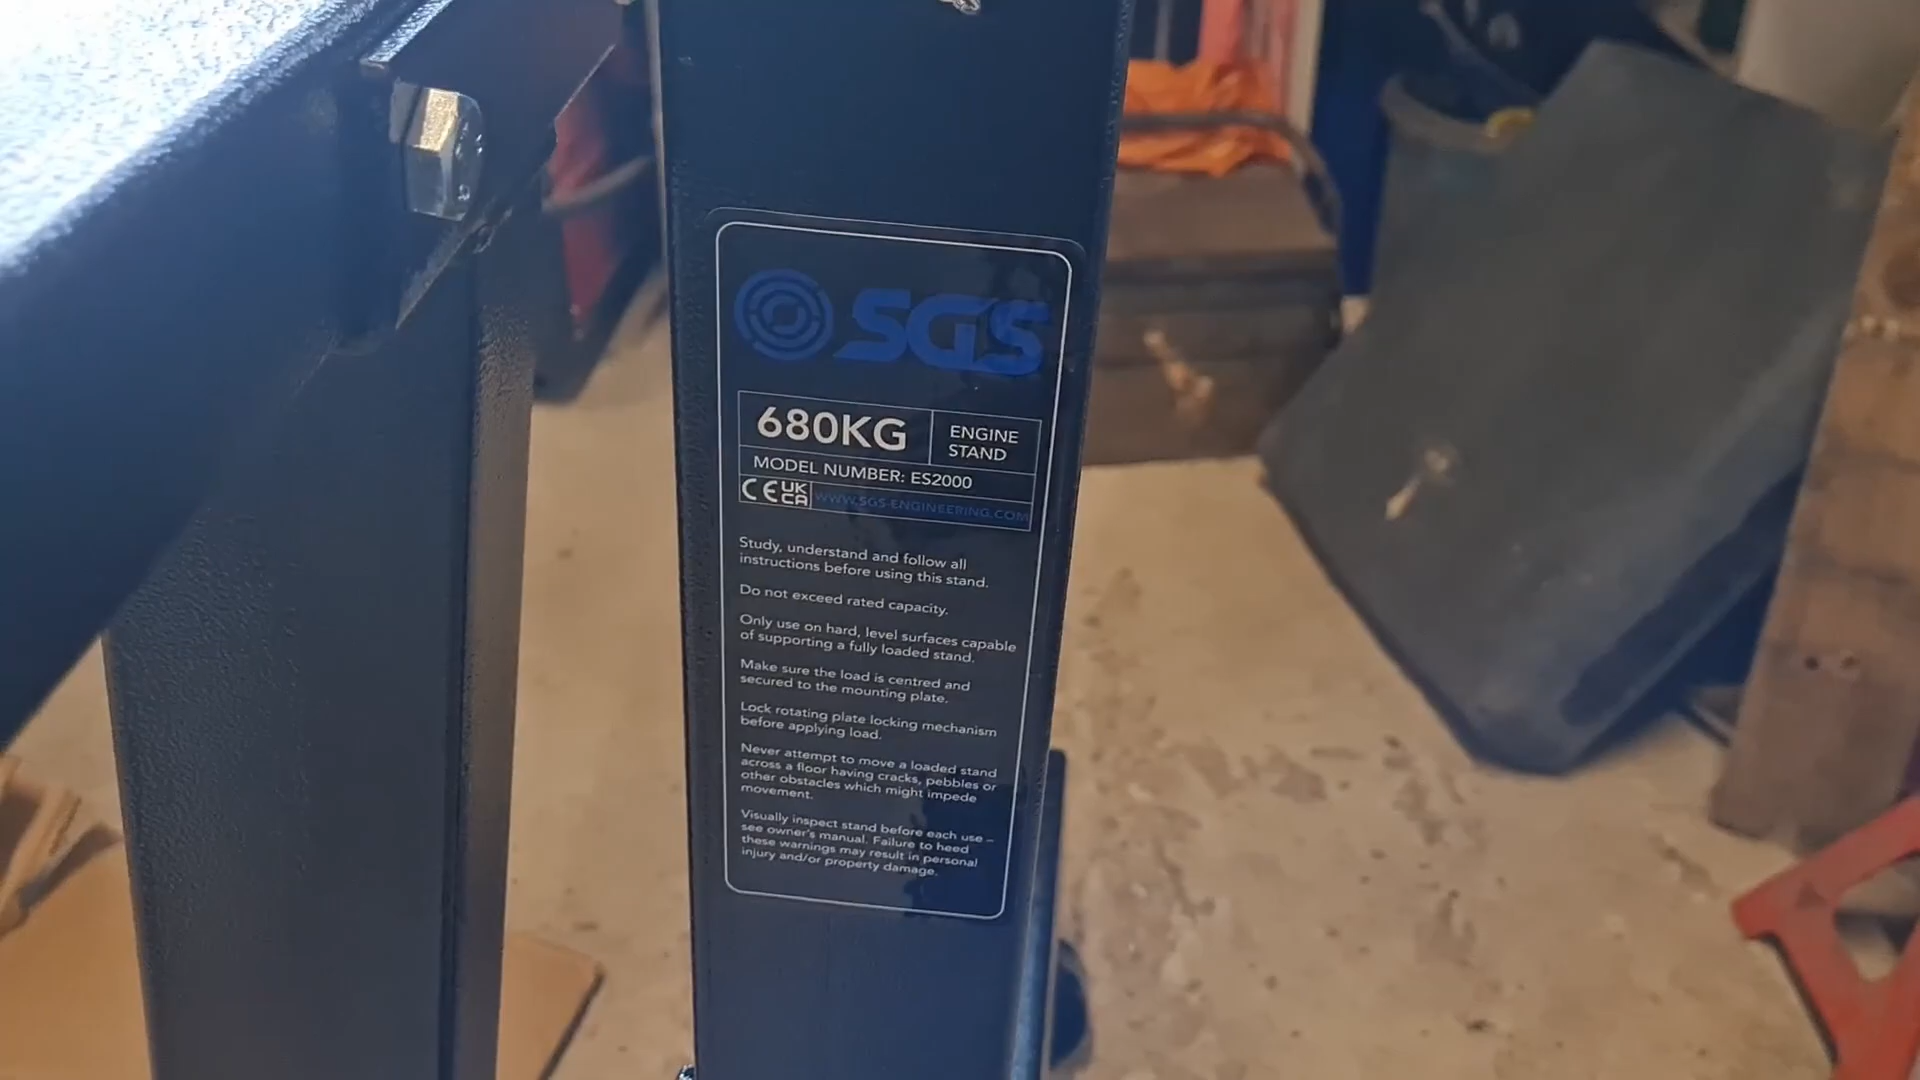 SGS
680KG
ENGINE
STAND
MODEL NUMBER: ES2000
CE UK
CA
WWW.SGS-ENGINEERING.COM
Study, understand and follow all
instructions before using this stand.
Do not exceed rated capacity.
Only use on hard, level surfaces capable
of supporting a fully loaded stand.
Make sure the load is centred and
secured to the mounting plate.
Lock rotating plate locking mechanism
before applying load.
Never attempt to move a loaded stand
across a floor having cracks, pebbles or
other obstacles which might impede
movement.
Visually inspect stand before each use –
see owner's manual. Failure to heed
these warnings may result in personal
injury and/or property damage.